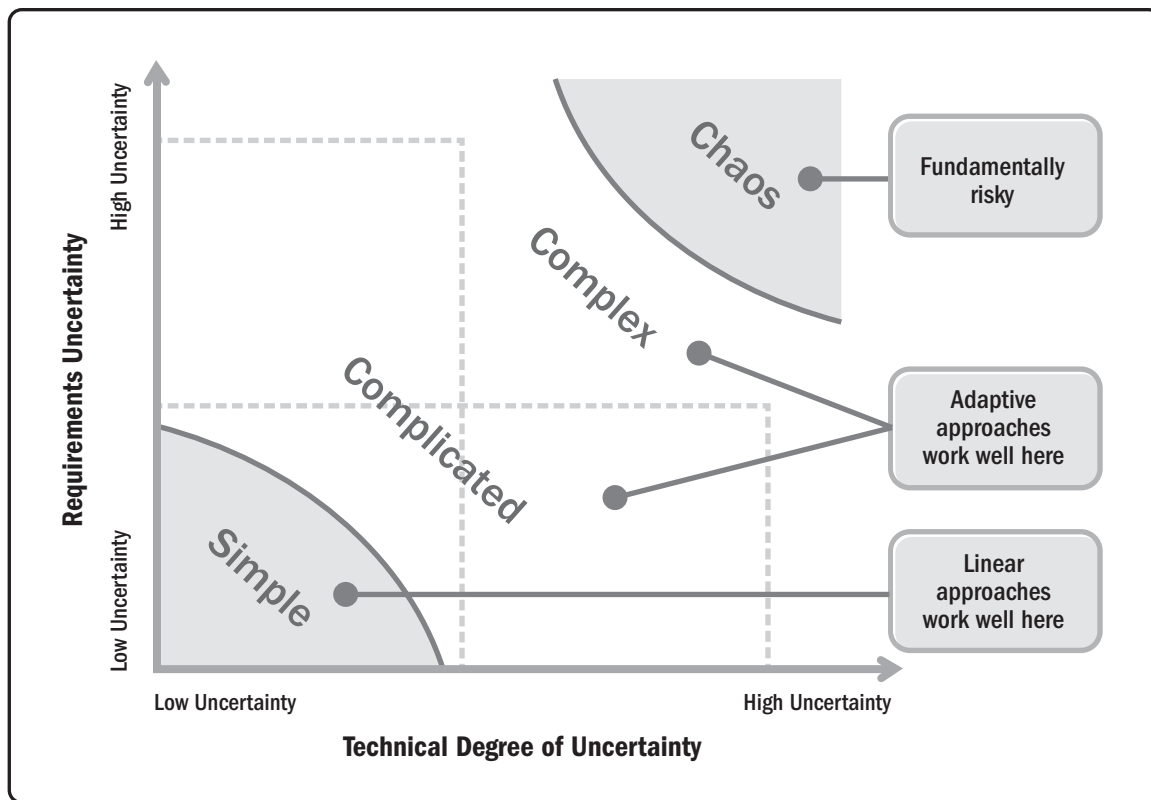 High Uncertainty
Requirements Uncertainty
Low Uncertainty
Chaos
Complex
Complicated
Simple
Fundamentally
risky
Adaptive
approaches
work well here
Linear
approaches
work well here
Low Uncertainty
High Uncertainty
Technical Degree of Uncertainty